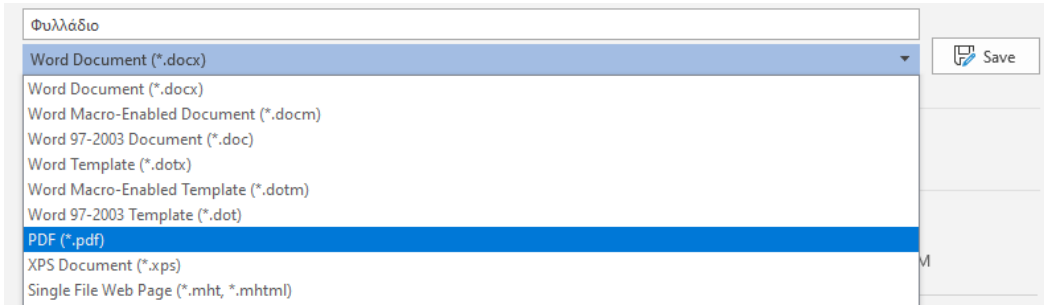 Φυλλάδιο
Word Document (*.docx)
Save
Word Document (*.docx)
Word Macro-Enabled Document (*.docm)
Word 97-2003 Document (*.doc)
Word Template (*.dotx)
Word Macro-Enabled Template (*.dotm)
Word 97-2003 Template (*.dot)
PDF (*.pdf)
XPS Document (*.xps)
M
Single File Web Page (*.mht, *.mhtml)